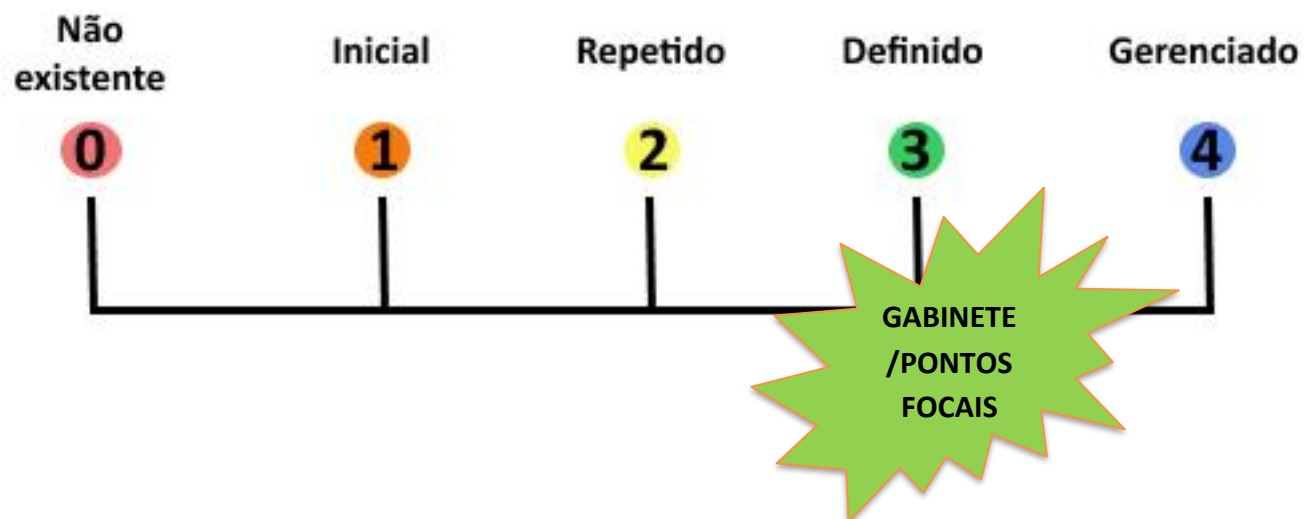 Não
existente
Inicial
Repetido
Definido
Gerenciado
0
1
2
3
4
GABINETE
/PONTOS
FOCAIS